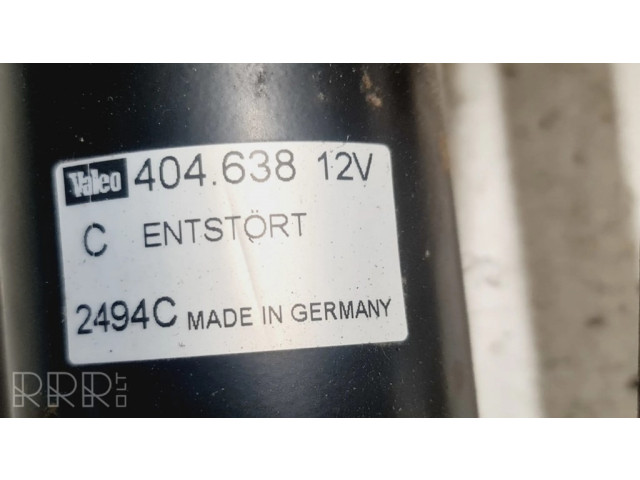 Valeo 404.638 12V
C ENTSTÖRT
2494C MADE IN GERMANY
RRR.LT